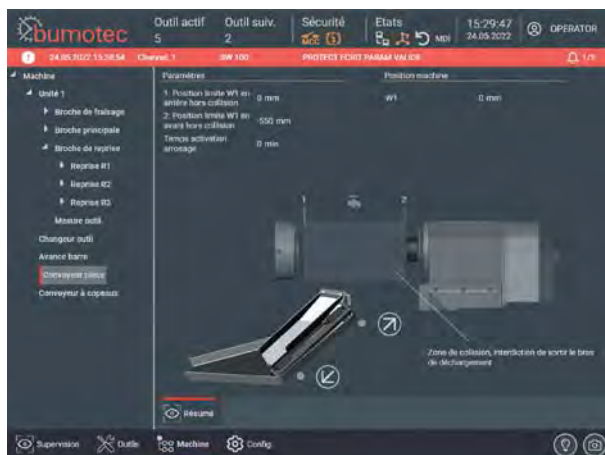 bumotec
Outil actif
5
Outil suiv.
2
Sécurité
MCC
Etats
MDI
15:29:47
24.05.2022
OPERATOR
24.05.2022 15:28:54 Channel: 1 SW 100 PROTECT ECRIT PARAM VALIDE
1/1
Machine
Unité 1
Broche de fraisage
Broche principale
Broche de reprise
Reprise R1
Reprise R2
Reprise R3
Mesure outil
Changeur outil
Avance barre
Convoyeur pièce
Convoyeur à copeaux
Paramètres
1: Position limite W1 en
arrière hors collision
0 mm
2: Position limite W1 en
avant hors collision
-550 mm
Temps activation
arrosage
0 min
Position machine
W1
0 mm
1
2
Zone de collision, interdiction de sortir le bras
de déchargement
Résumé
Supervision
Outils
Machine
Config.